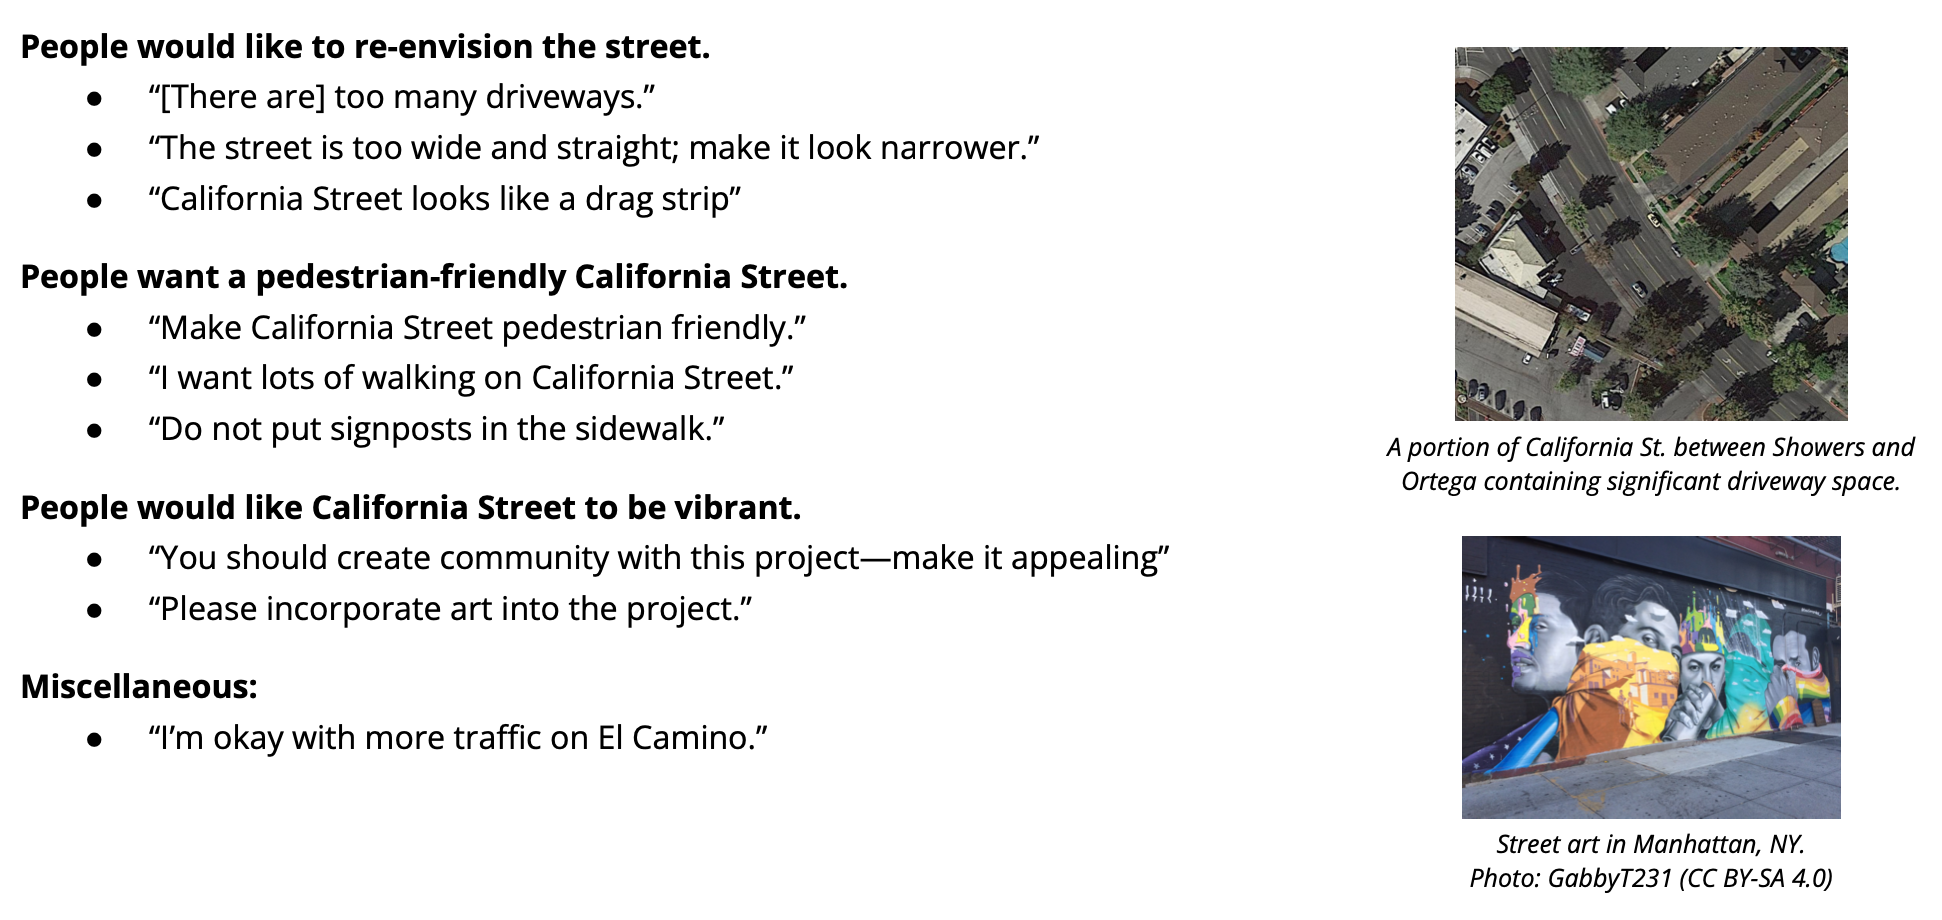 People would like to re-envision the street.
● “[There are] too many driveways.”
● “The street is too wide and straight; make it look narrower.”
● “California Street looks like a drag strip”
People want a pedestrian-friendly California Street.
● “Make California Street pedestrian friendly.”
● “I want lots of walking on California Street.”
● “Do not put signposts in the sidewalk.”
People would like California Street to be vibrant.
● “You should create community with this project—make it appealing”
● “Please incorporate art into the project.”
Miscellaneous:
● “I’m okay with more traffic on El Camino.”
A portion of California St. between Showers and
Ortega containing significant driveway space.
Street art in Manhattan, NY.
Photo: GabbyT231 (CC BY-SA 4.0)